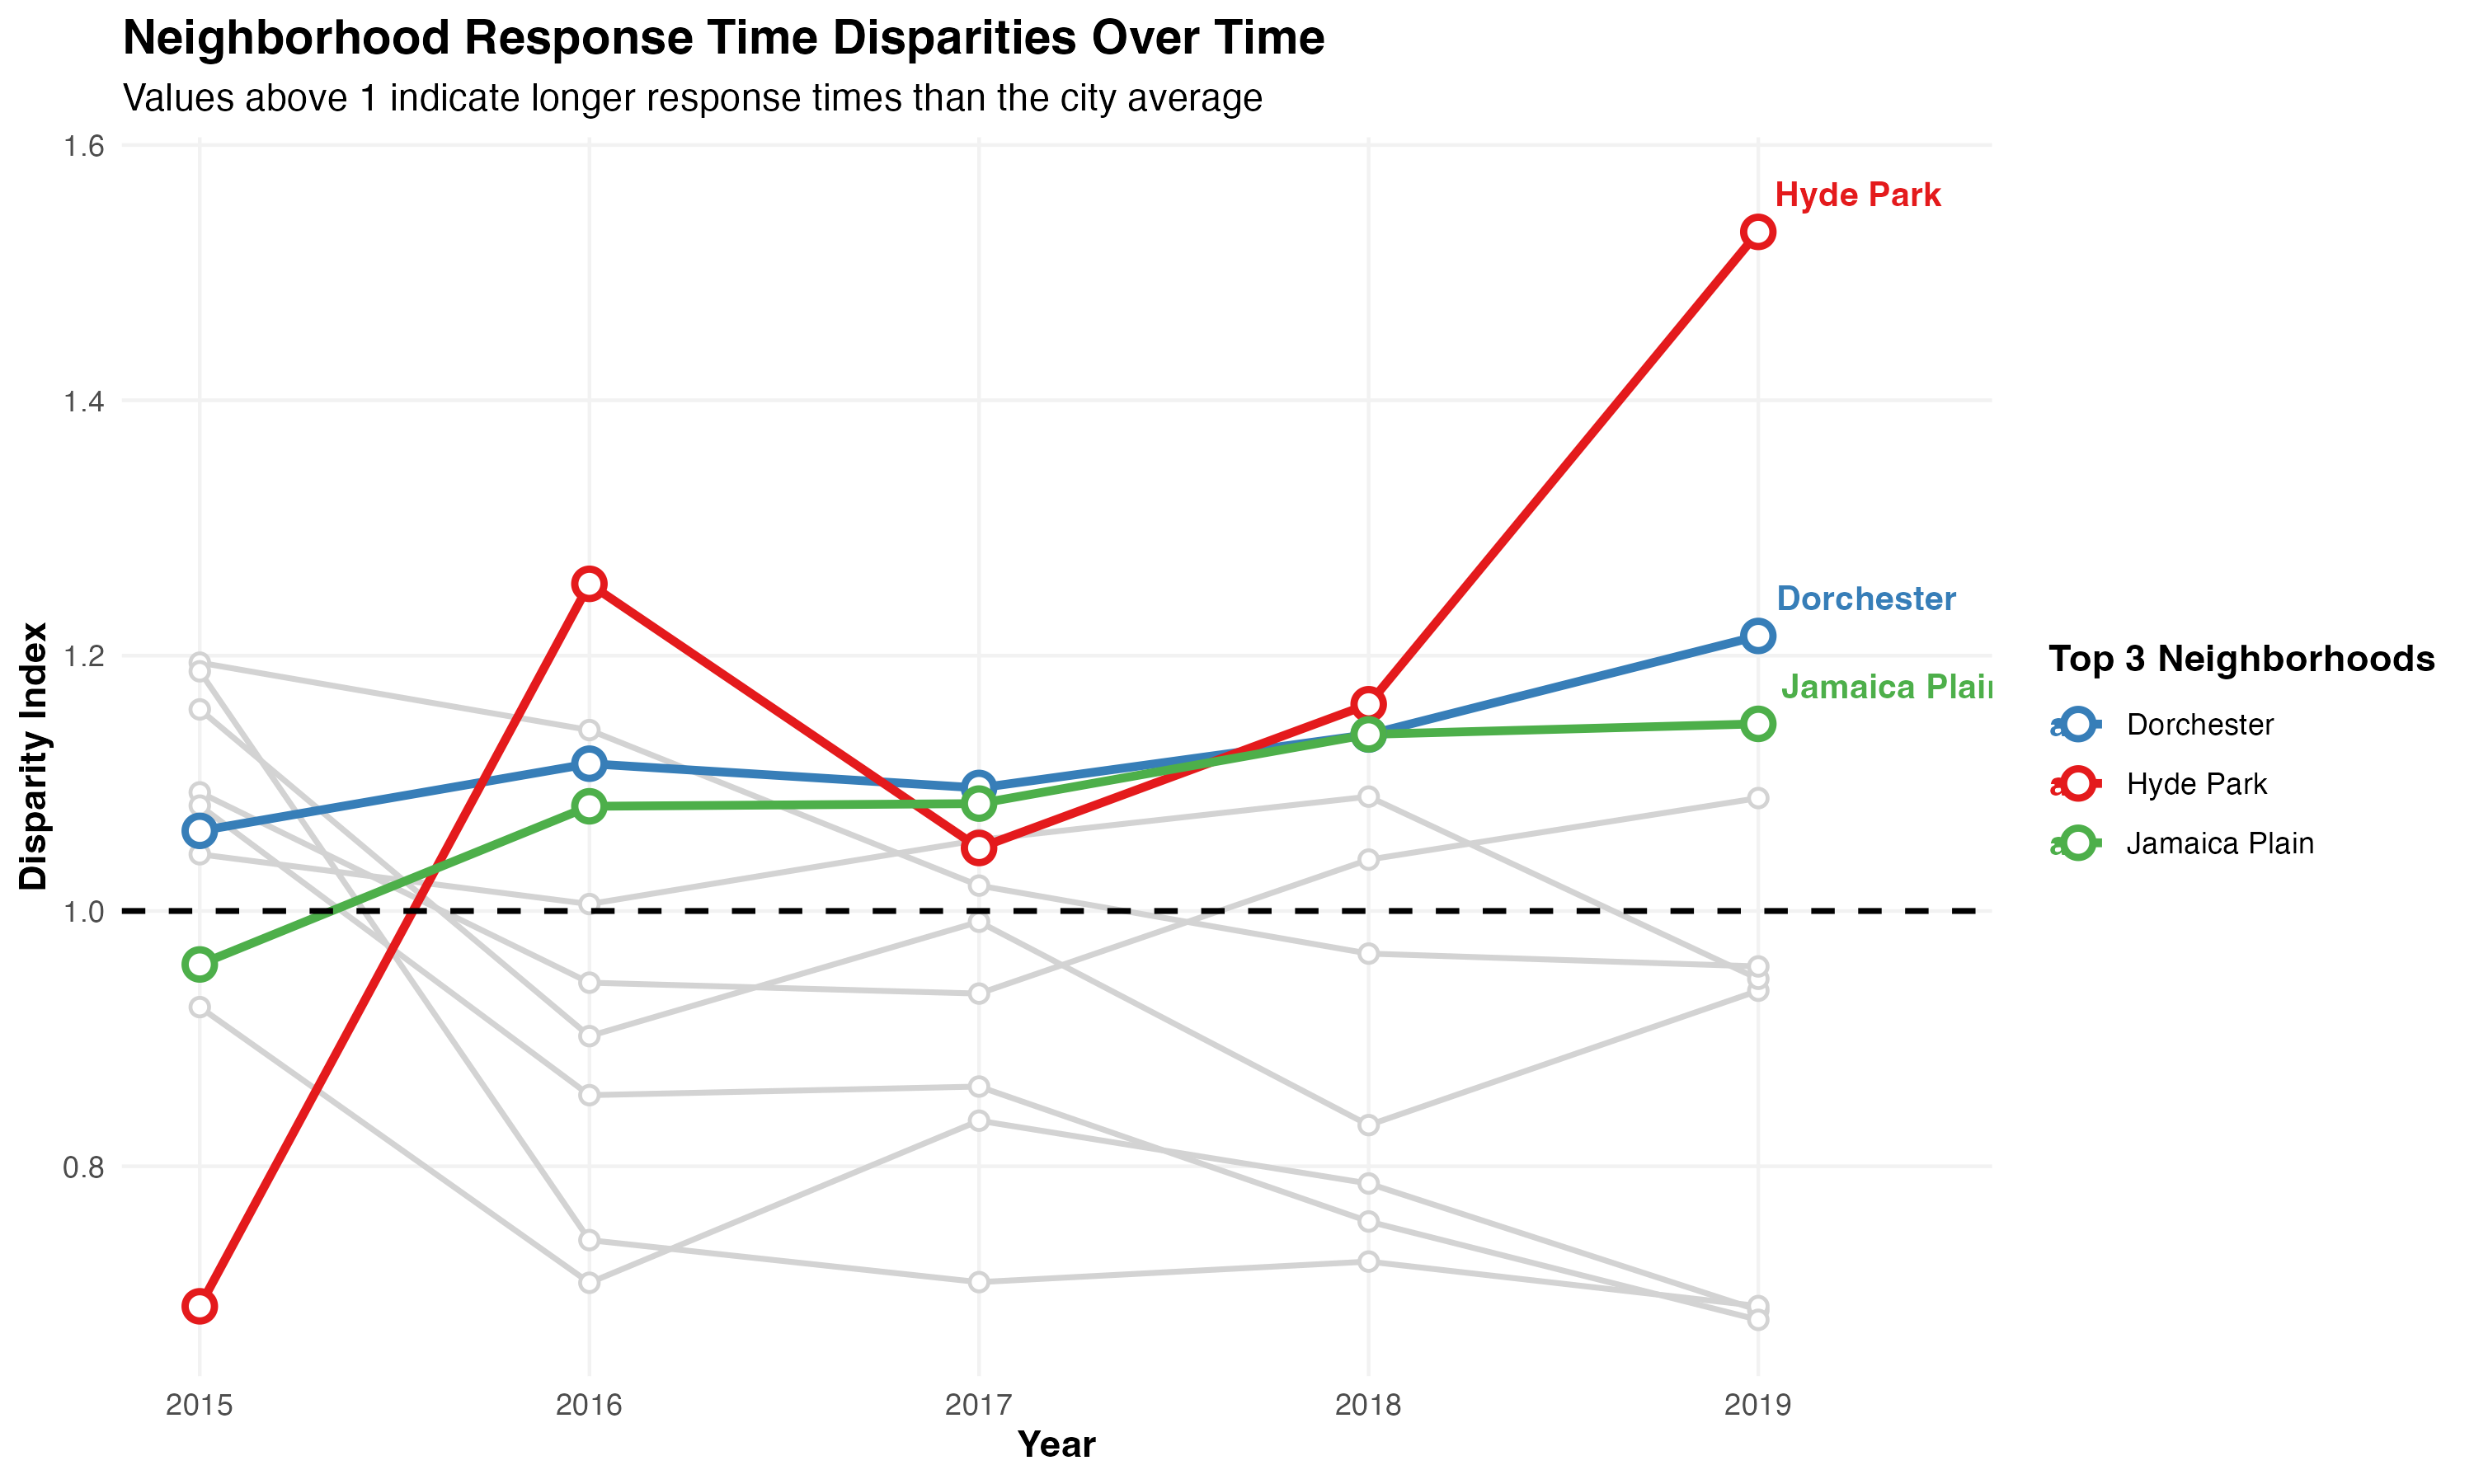 Neighborhood Response Time Disparities Over Time
Values above 1 indicate longer response times than the city average
1.6
1.4
1.2
1.0
0.8
Disparity Index
Hyde Park
Dorchester
Jamaica Plain
2015
2016
2017
2018
2019
Year
Top 3 Neighborhoods
a Dorchester
a Hyde Park
a Jamaica Plain